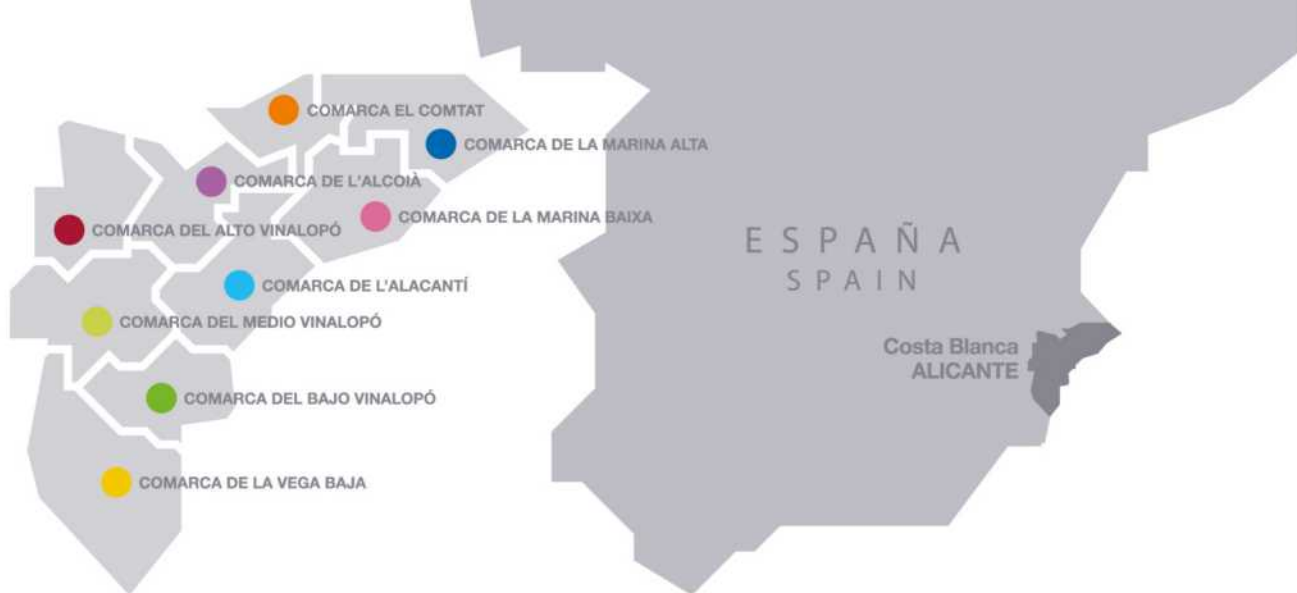 COMARCA EL COMTAT
COMARCA DE LA MARINA ALTA
COMARCA DE L'ALCOIÀ
COMARCA DE LA MARINA BAIXA
COMARCA DEL ALTO VINALOPÓ
COMARCA DE L'ALACANTÍ
COMARCA DEL MEDIO VINALOPÓ
COMARCA DEL BAJO VINALOPÓ
COMARCA DE LA VEGA BAJA
ESPAÑA
SPAIN
Costa Blanca
ALICANTE